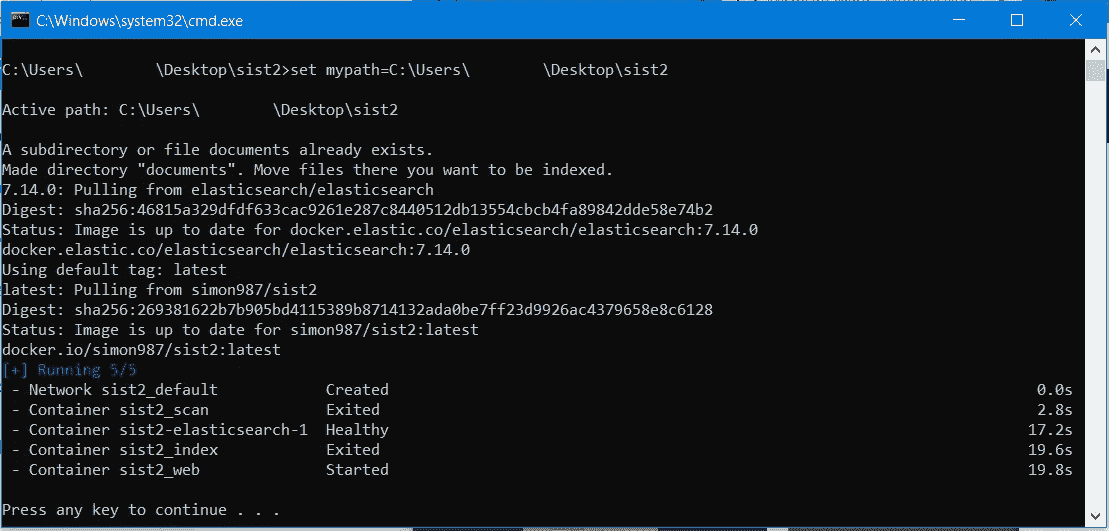 C:\Windows\system32\cmd.exe
C:\Users\ \Desktop\sist2>set mypath=C:\Users\ \Desktop\sist2
Active path: C:\Users\ \Desktop\sist2
A subdirectory or file documents already exists.
Made directory "documents". Move files there you want to be indexed.
7.14.0: Pulling from elasticsearch/elasticsearch
Digest: sha256:46815a329dfdf633cac9261e287c8440512db13554cbcb4fa89842dde58e74b2
Status: Image is up to date for docker.elastic.co/elasticsearch/elasticsearch:7.14.0
docker.elastic.co/elasticsearch/elasticsearch:7.14.0
Using default tag: latest
latest: Pulling from simon987/sist2
Digest: sha256:269381622b7b905bd4115389b8714132ada0be7ff23d9926ac4379658e8c6128
Status: Image is up to date for simon987/sist2:latest
docker.io/simon987/sist2:latest
[+] Running 5/5
- Network sist2_default Created 0.0s
- Container sist2_scan Exited 2.8s
- Container sist2-elasticsearch-1 Healthy 17.2s
- Container sist2_index Exited 19.6s
- Container sist2_web Started 19.8s
Press any key to continue . . .